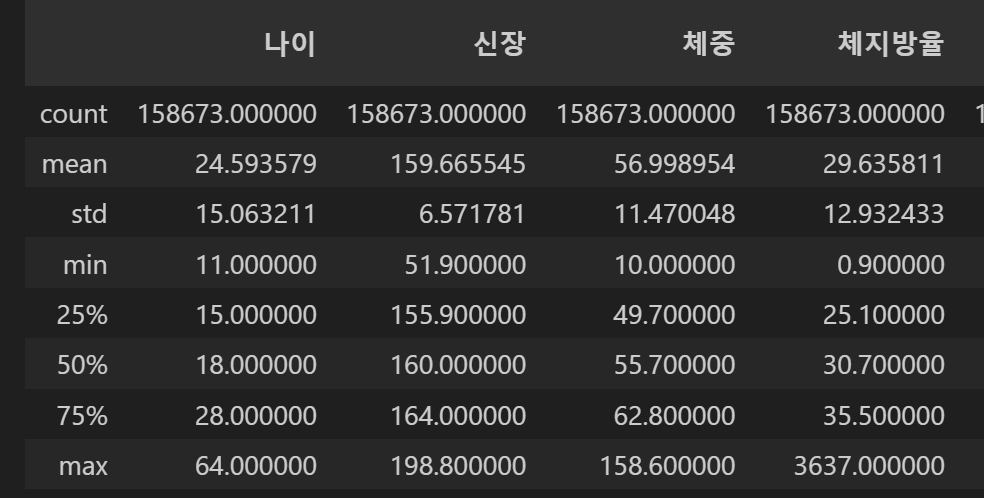 나이 신장 체중 체지방율
count 158673.000000 158673.000000 158673.000000 158673.000000
mean 24.593579 159.665545 56.998954 29.635811
std 15.063211 6.571781 11.470048 12.932433
min 11.000000 51.900000 10.000000 0.900000
25% 15.000000 155.900000 49.700000 25.100000
50% 18.000000 160.000000 55.700000 30.700000
75% 28.000000 164.000000 62.800000 35.500000
max 64.000000 198.800000 158.600000 3637.000000